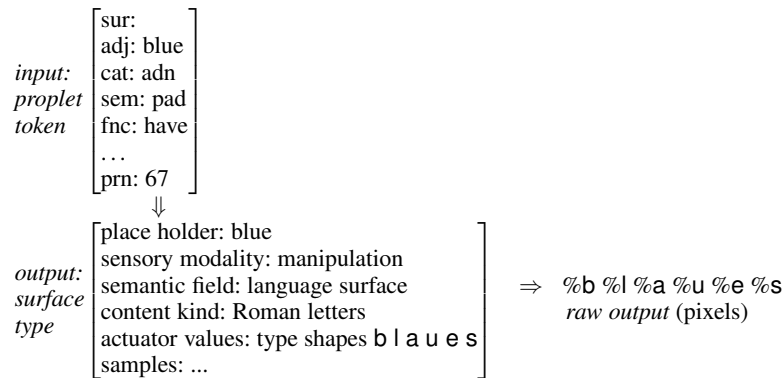 sur:
adj: blue
input: cat: adn
proplet sem: pad
token fnc: have
...
prn: 67
⇓
place holder: blue
sensory modality: manipulation
output: semantic field: language surface ⇒ %b %l %a %u %e %s
surface content kind: Roman letters raw output (pixels)
type actuator values: type shapes b l a u e s
samples: ...